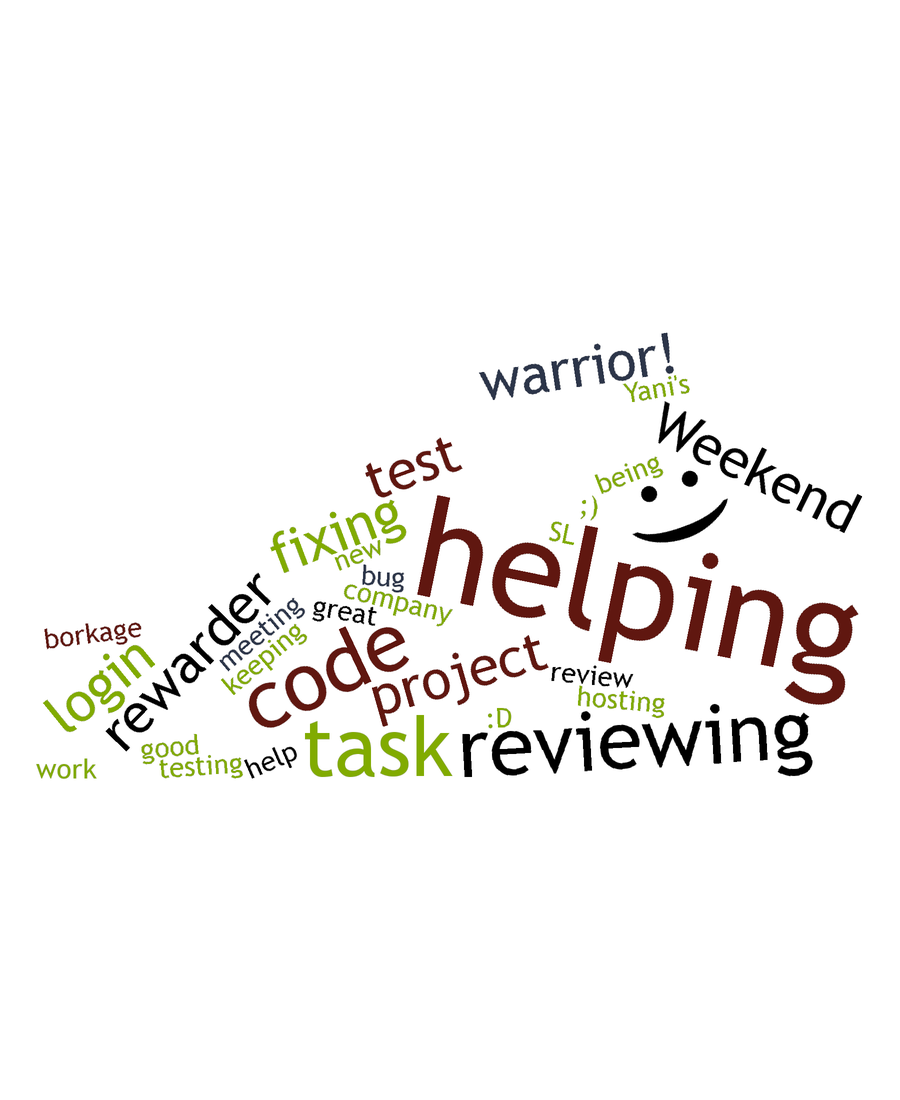 warrior!
Yani's
Weekend
being
;)
SL
test
fixing
new
helping
bug
company
great
rewarder
meeting
keeping
borkage
login
code
project
review
hosting
:D
reviewing
task
good
testing
help
work